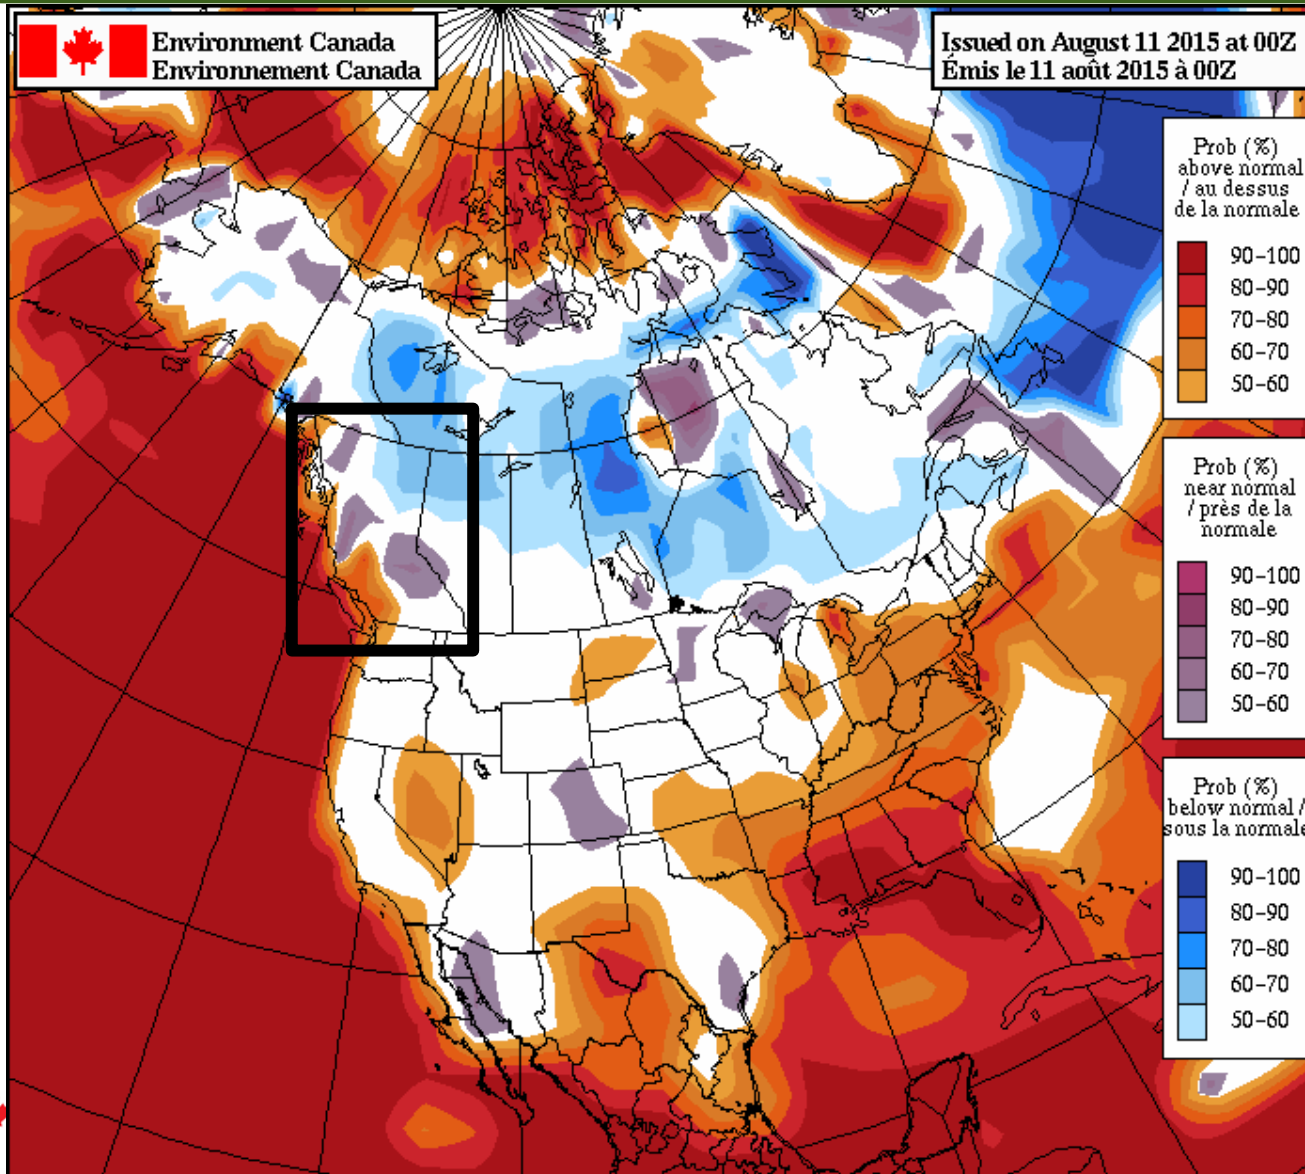 Environment Canada
Environnement Canada
Issued on August 11 2015 at 00Z
Émis le 11 août 2015 à 00Z
Prob (%)
above normal
/ au dessus
de la normale
90-100
80-90
70-80
60-70
50-60
Prob (%)
near normal
/ près de la
normale
90-100
80-90
70-80
60-70
50-60
Prob (%)
below normal /
sous la normale
90-100
80-90
70-80
60-70
50-60